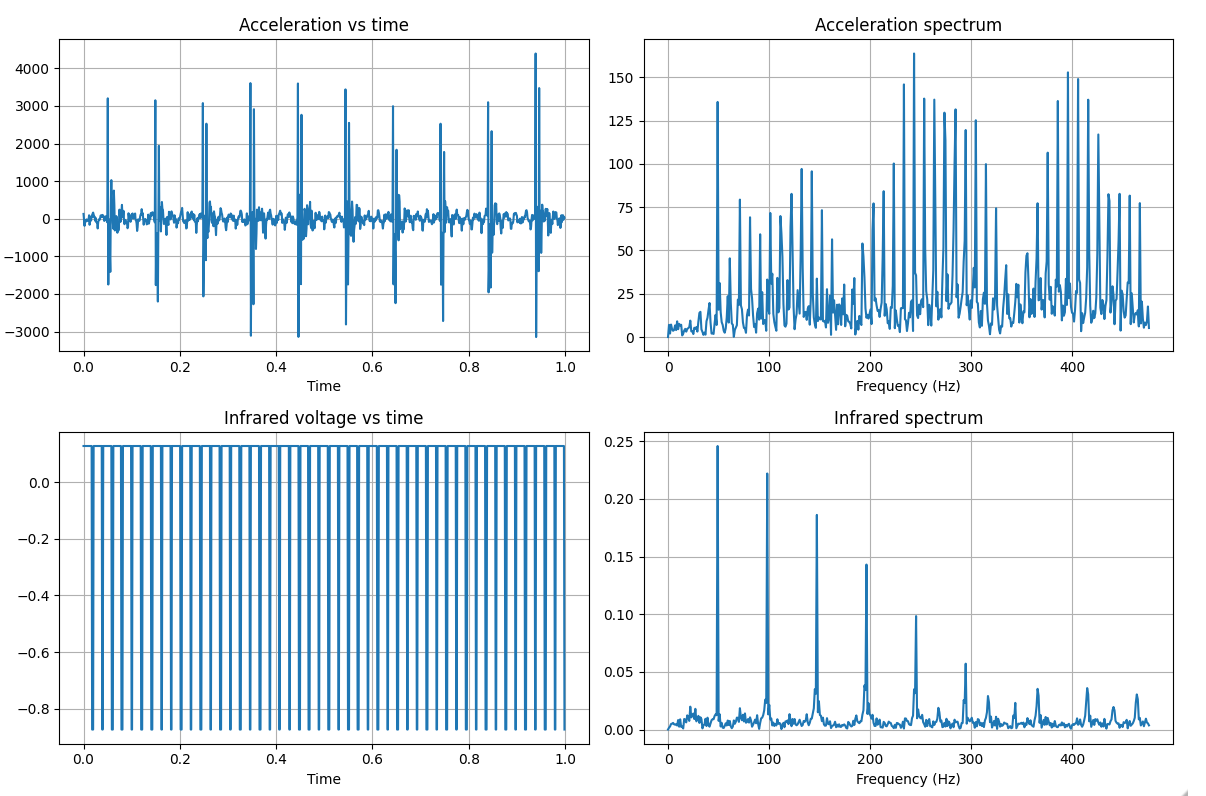 Acceleration vs time
4000
3000
2000
1000
0
−1000
−2000
−3000
0.0 0.2 0.4 0.6 0.8 1.0
Time
Acceleration spectrum
150
125
100
75
50
25
0
0 100 200 300 400
Frequency (Hz)
Infrared voltage vs time
0.0
−0.2
−0.4
−0.6
−0.8
0.0 0.2 0.4 0.6 0.8 1.0
Time
Infrared spectrum
0.25
0.20
0.15
0.10
0.05
0.00
0 100 200 300 400
Frequency (Hz)